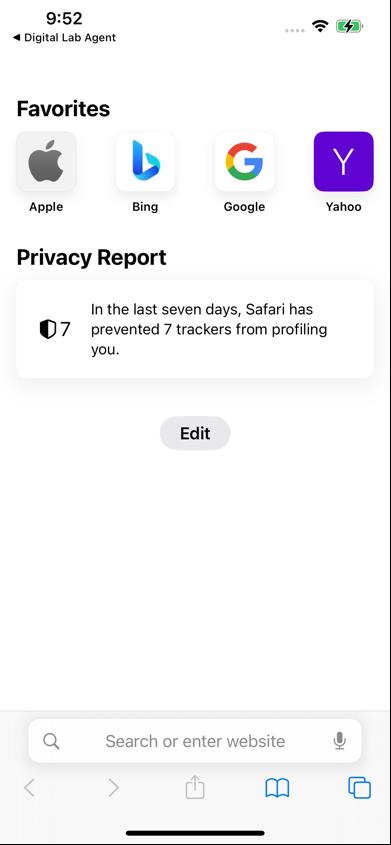 9:52
◀ Digital Lab Agent
Favorites
Apple
Bing
Google
Y
Yahoo
Privacy Report
7
In the last seven days, Safari has
prevented 7 trackers from profiling
you.
Edit
Search or enter website